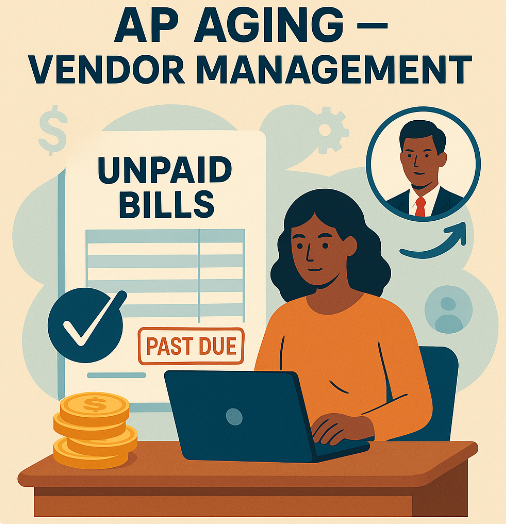 AP AGING –
VENDOR MANAGEMENT
$
UNPAID
BILLS
PAST DUE
$